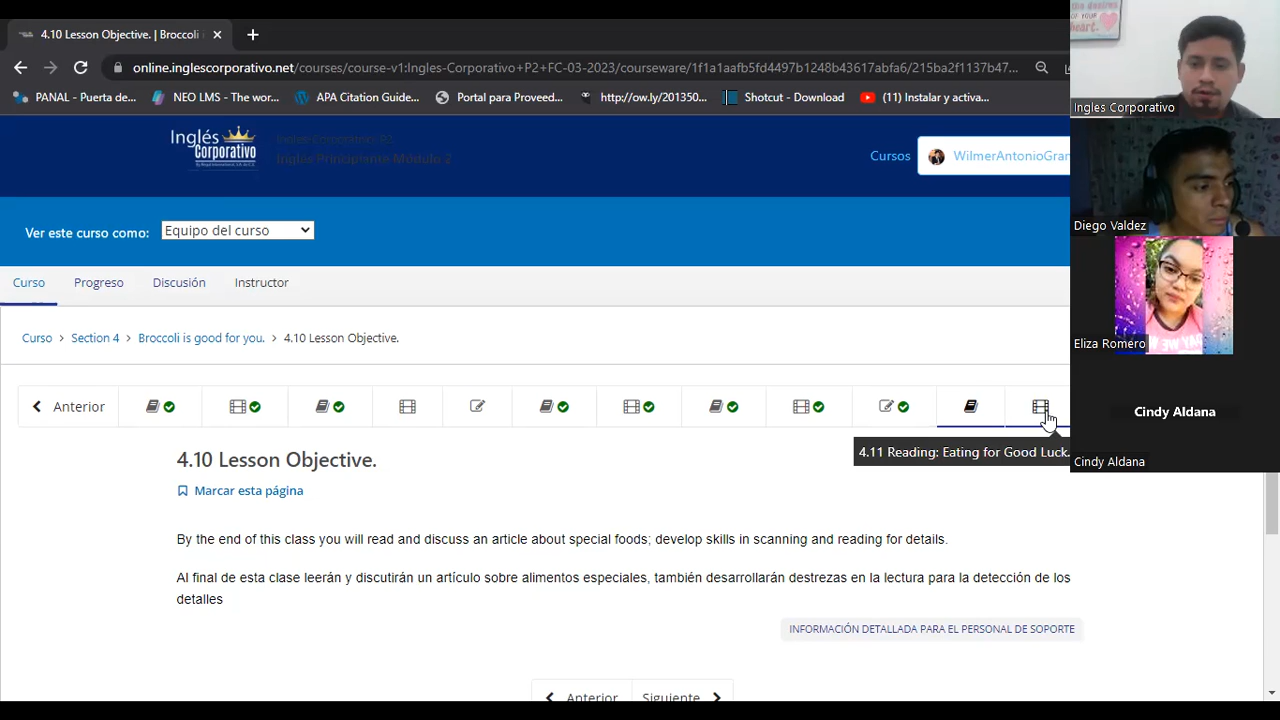 4.10 Lesson Objective. | Broccoli
online.inglescorporativo.net/courses/course-v1:Ingles-Corporativo+P2+FC-03-2023/courseware/1f1a1aafb5fd4497b1248b43617abfa6/215ba2f1137b47...
PANAL - Puerta de...
NEO LMS - The wor...
APA Citation Guide...
Portal para Proveed...
http://ow.ly/201350...
Shotcut - Download
(11) Instalar y activa...
Inglés
Corporativo
Inglés Principiante Módulo 2
Cursos
WilmerAntonioGran
Ver este curso como:
Equipo del curso
Curso
Progreso
Discusión
Instructor
Curso > Section 4 > Broccoli is good for you. > 4.10 Lesson Objective.
Anterior
4.11 Reading: Eating for Good Luck.
4.10 Lesson Objective.
Marcar esta página
By the end of this class you will read and discuss an article about special foods; develop skills in scanning and reading for details.
Al final de esta clase leerán y discutirán un artículo sobre alimentos especiales, también desarrollarán destrezas en la lectura para la detección de los
detalles
INFORMACIÓN DETALLADA PARA EL PERSONAL DE SOPORTE
Anterior
Siguiente
OF YOUR
heart.
Ingles Corporativo
Diego Valdez
Eliza Romero
Cindy Aldana
Cindy Aldana